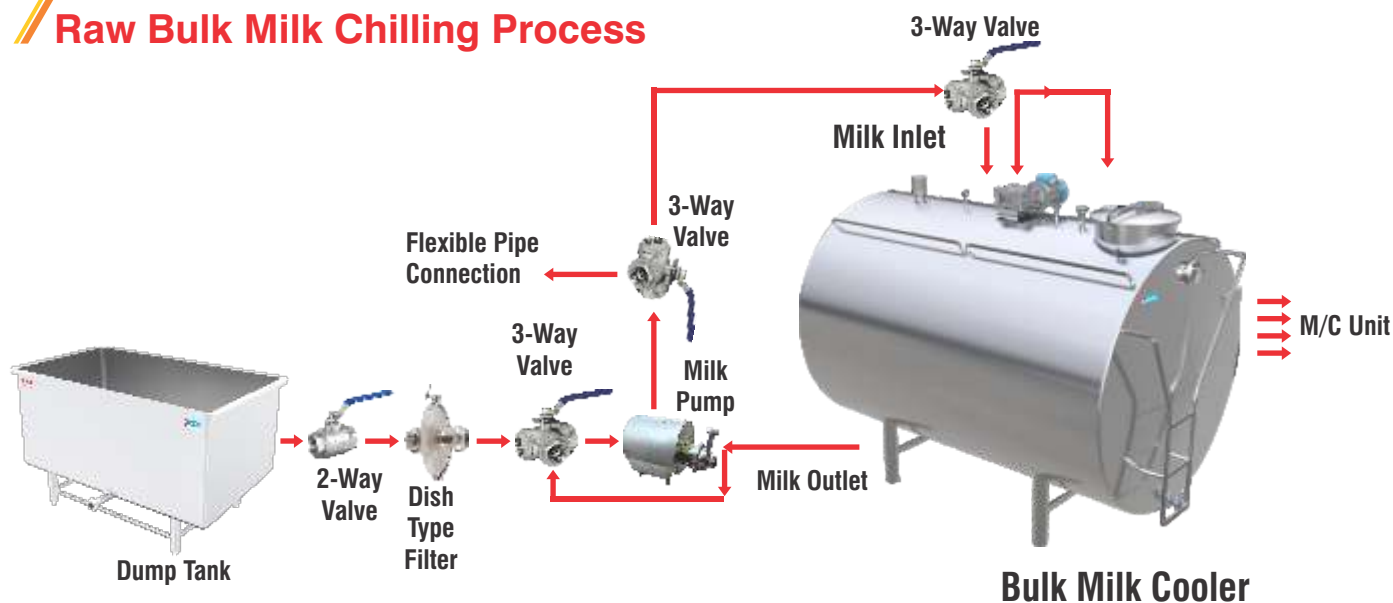 Raw Bulk Milk Chilling Process
3-Way Valve
Milk Inlet
3-Way
Valve
Flexible Pipe
Connection
3-Way
Valve
Milk
Pump
M/C Unit
2-Way
Valve
Dish
Type
Filter
Milk Outlet
Dump Tank
Bulk Milk Cooler